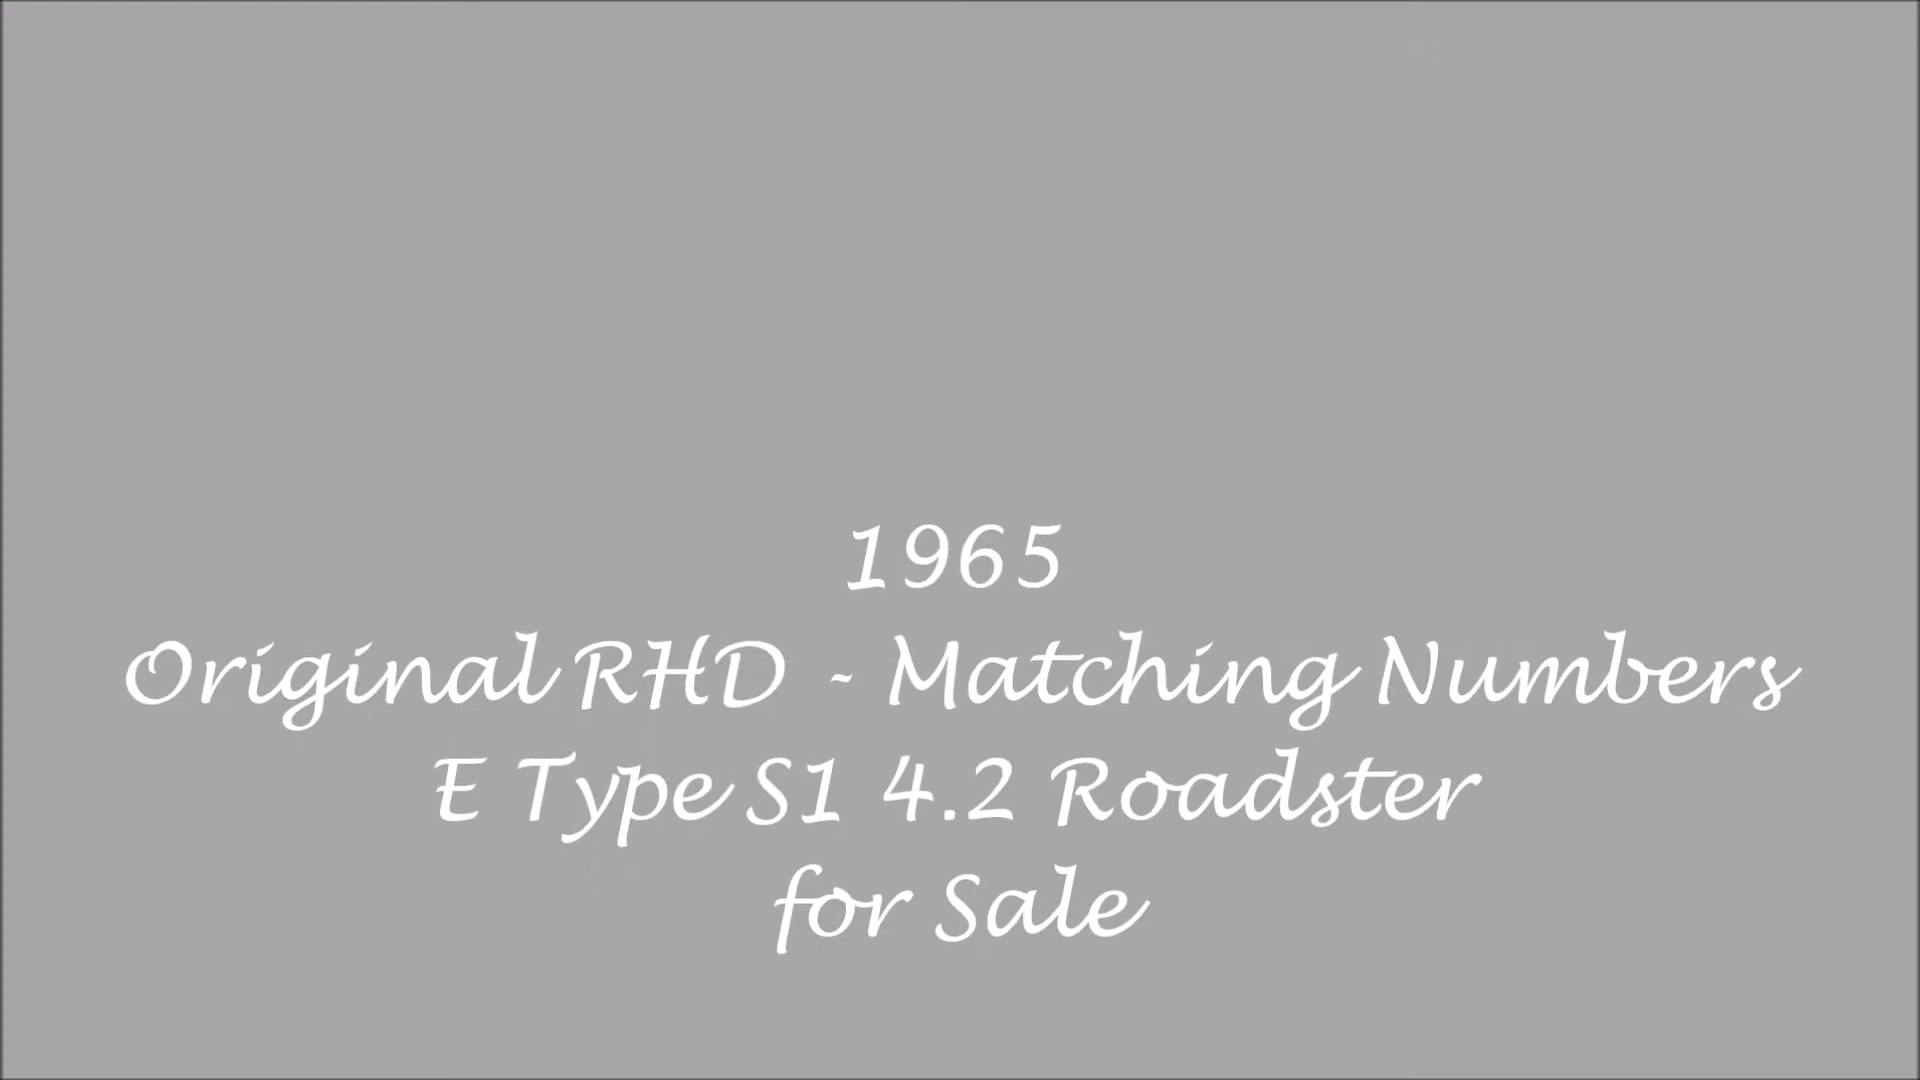 1965
Original RHD - Matching Numbers
E Type S1 4.2 Roadster
for Sale